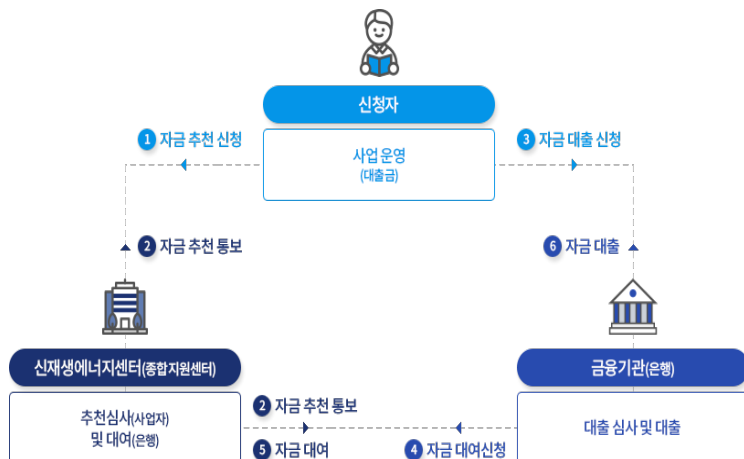 신청자
1 자금 추천 신청
3 자금 대출 신청
사업 운영
(대출금)
2 자금 추천 통보
6 자금 대출
신재생에너지센터(종합지원센터)
금융기관(은행)
추천심사(사업자)
및 대여(은행)
2 자금 추천 통보
5 자금 대여
4 자금 대여신청
대출 심사 및 대출